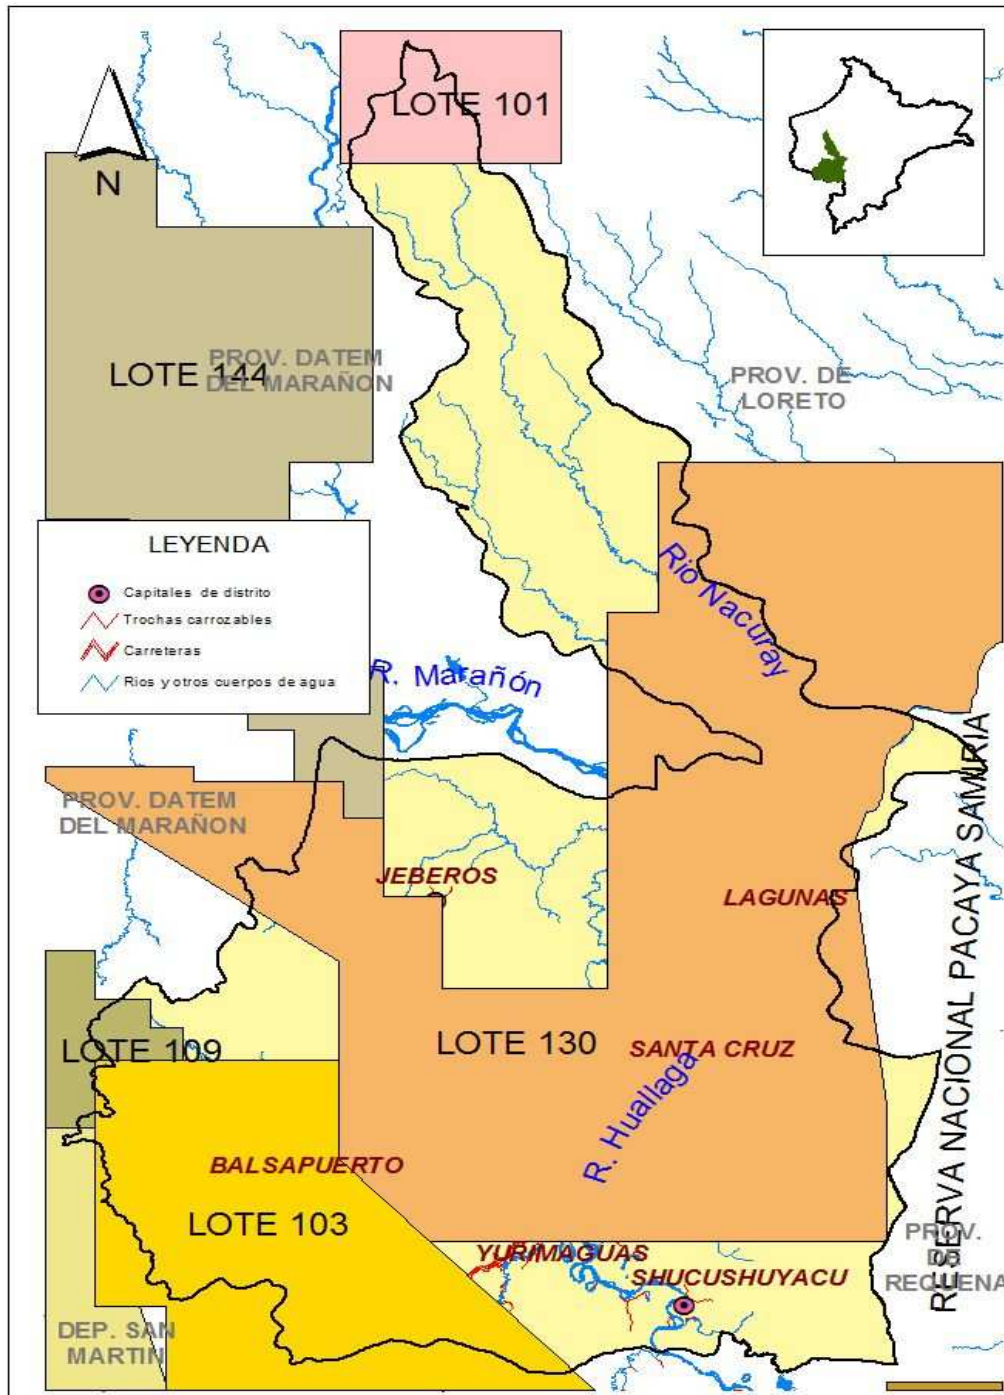 LOTE 101
N
LOTE 144
PROV. DATEM
DEL MARAÑON
PROV. DE
LORETO
LEYENDA
Capitales de distrito
Trochas carrozables
Carreteras
Rios y otros cuerpos de agua
Rio Nacuray
R. Marañón
PROV. DATEM
DEL MARAÑON
JEBEROS
LAGUNAS
RESERVA NACIONAL PACAYA SAMIRIA
LOTE 109
LOTE 130
SANTA CRUZ
R. Huallaga
BALSAPUERTO
LOTE 103
YURIMAGUAS
SHUCUSHUYACU
PROV.
DE
REQUENA
DEP. SAN
MARTIN